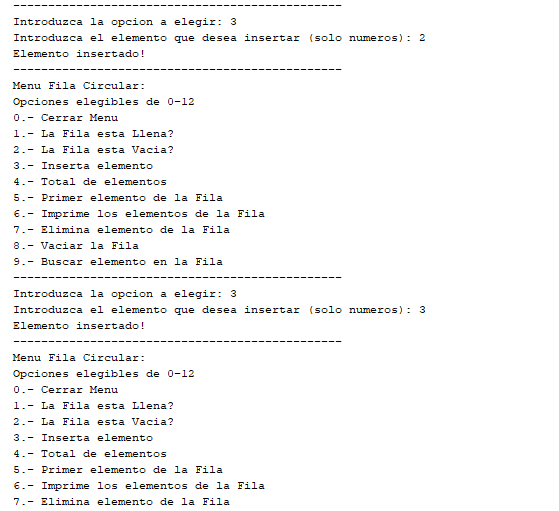 -----------------------------------------------
Introduzca la opcion a elegir: 3
Introduzca el elemento que desea insertar (solo numeros): 2
Elemento insertado!
-----------------------------------------------
Menu Fila Circular:
Opciones elegibles de 0-12
0.- Cerrar Menu
1.- La Fila esta Llena?
2.- La Fila esta Vacia?
3.- Inserta elemento
4.- Total de elementos
5.- Primer elemento de la Fila
6.- Imprime los elementos de la Fila
7.- Elimina elemento de la Fila
8.- Vaciar la Fila
9.- Buscar elemento en la Fila
-----------------------------------------------
Introduzca la opcion a elegir: 3
Introduzca el elemento que desea insertar (solo numeros): 3
Elemento insertado!
-----------------------------------------------
Menu Fila Circular:
Opciones elegibles de 0-12
0.- Cerrar Menu
1.- La Fila esta Llena?
2.- La Fila esta Vacia?
3.- Inserta elemento
4.- Total de elementos
5.- Primer elemento de la Fila
6.- Imprime los elementos de la Fila
7.- Elimina elemento de la Fila